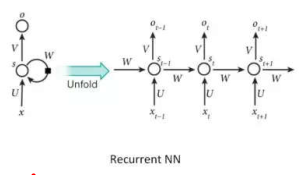 o o_{t-1} o_t o_{t+1}
V W V V V
s W s_{t-1} s_t s_{t+1}
Unfold W W W
U U U U
x x_{t-1} x_t x_{t+1}
Recurrent NN